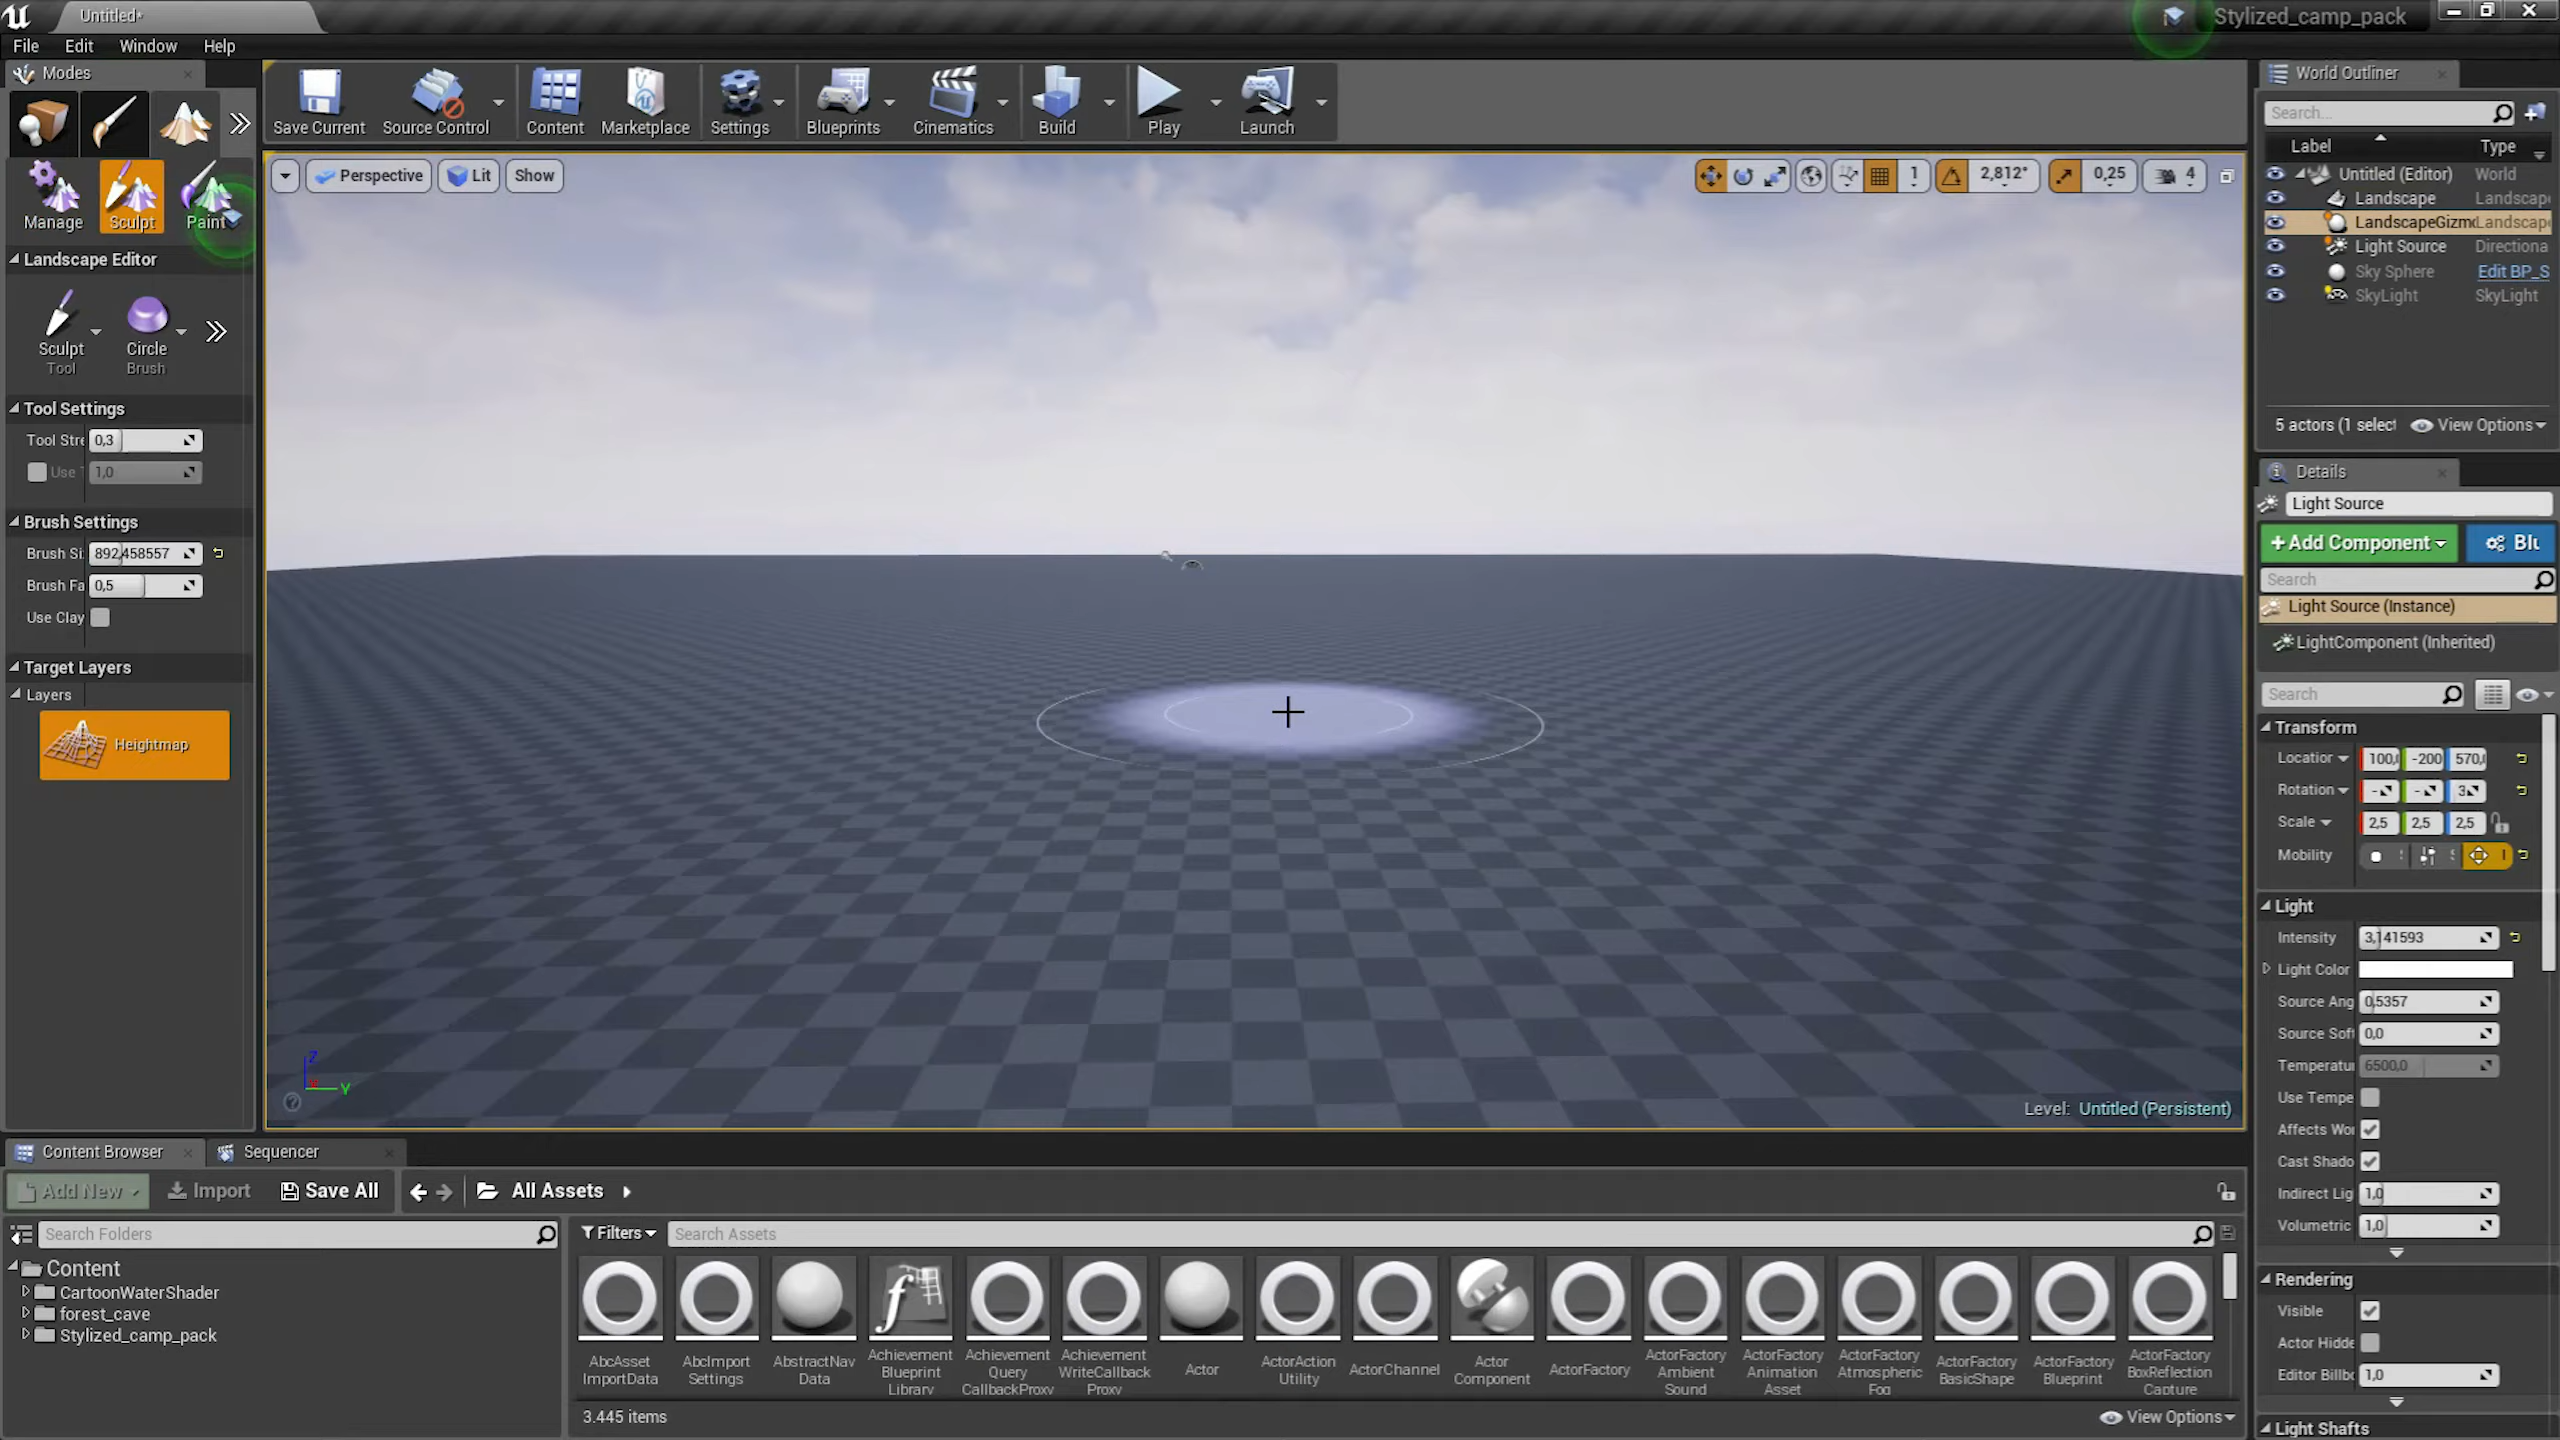 Untitled*
Stylized_camp_pack
File Edit Window Help
Modes
Save Current
Source Control
Content
Marketplace
Settings
Blueprints
Cinematics
Build
Play
Launch
Manage
Sculpt
Paint
Landscape Editor
Sculpt
Tool
Circle
Brush
Tool Settings
Tool Stre 0,3
Use T 1,0
Brush Settings
Brush Si 892,458557
Brush Fa 0,5
Use Clay
Target Layers
Layers
Heightmap
Perspective
Lit
Show
1
2,812°
0,25
4
Z
Y
Level: Untitled (Persistent)
World Outliner
Search...
Label Type
Untitled (Editor) World
Landscape Landscap
LandscapeGizm Landscap
Light Source Directiona
Sky Sphere Edit BP_S
SkyLight SkyLight
5 actors (1 select View Options
Details
Light Source
+Add Component
Blu
Search
Light Source (Instance)
LightComponent (Inherited)
Search
Transform
Location 100, -200 570,
Rotation - - 3
Scale 2,5 2,5 2,5
Mobility
Light
Intensity 3,141593
Light Color
Source Ang 0,5357
Source Sof 0,0
Temperatu 6500,0
Use Tempe
Affects Wo
Cast Shado
Indirect Lig 1,0
Volumetric 1,0
Rendering
Visible
Actor Hidde
Editor Billb 1,0
Light Shafts
Content Browser
Sequencer
Add New
Import
Save All
All Assets
Search Folders
Filters
Search Assets
Content
CartoonWaterShader
forest_cave
Stylized_camp_pack
AbcAsset
ImportData
AbcImport
Settings
AbstractNav
Data
Achievement
Blueprint
Library
Achievement
Query
CallbackProxy
Achievement
WriteCallback
Proxy
Actor
ActorAction
Utility
ActorChannel
Actor
Component
ActorFactory
ActorFactory
Ambient
Sound
ActorFactory
Animation
Asset
ActorFactory
Atmospheric
Fog
ActorFactory
BasicShape
ActorFactory
Blueprint
ActorFactory
BoxReflection
Capture
3.445 items
View Options